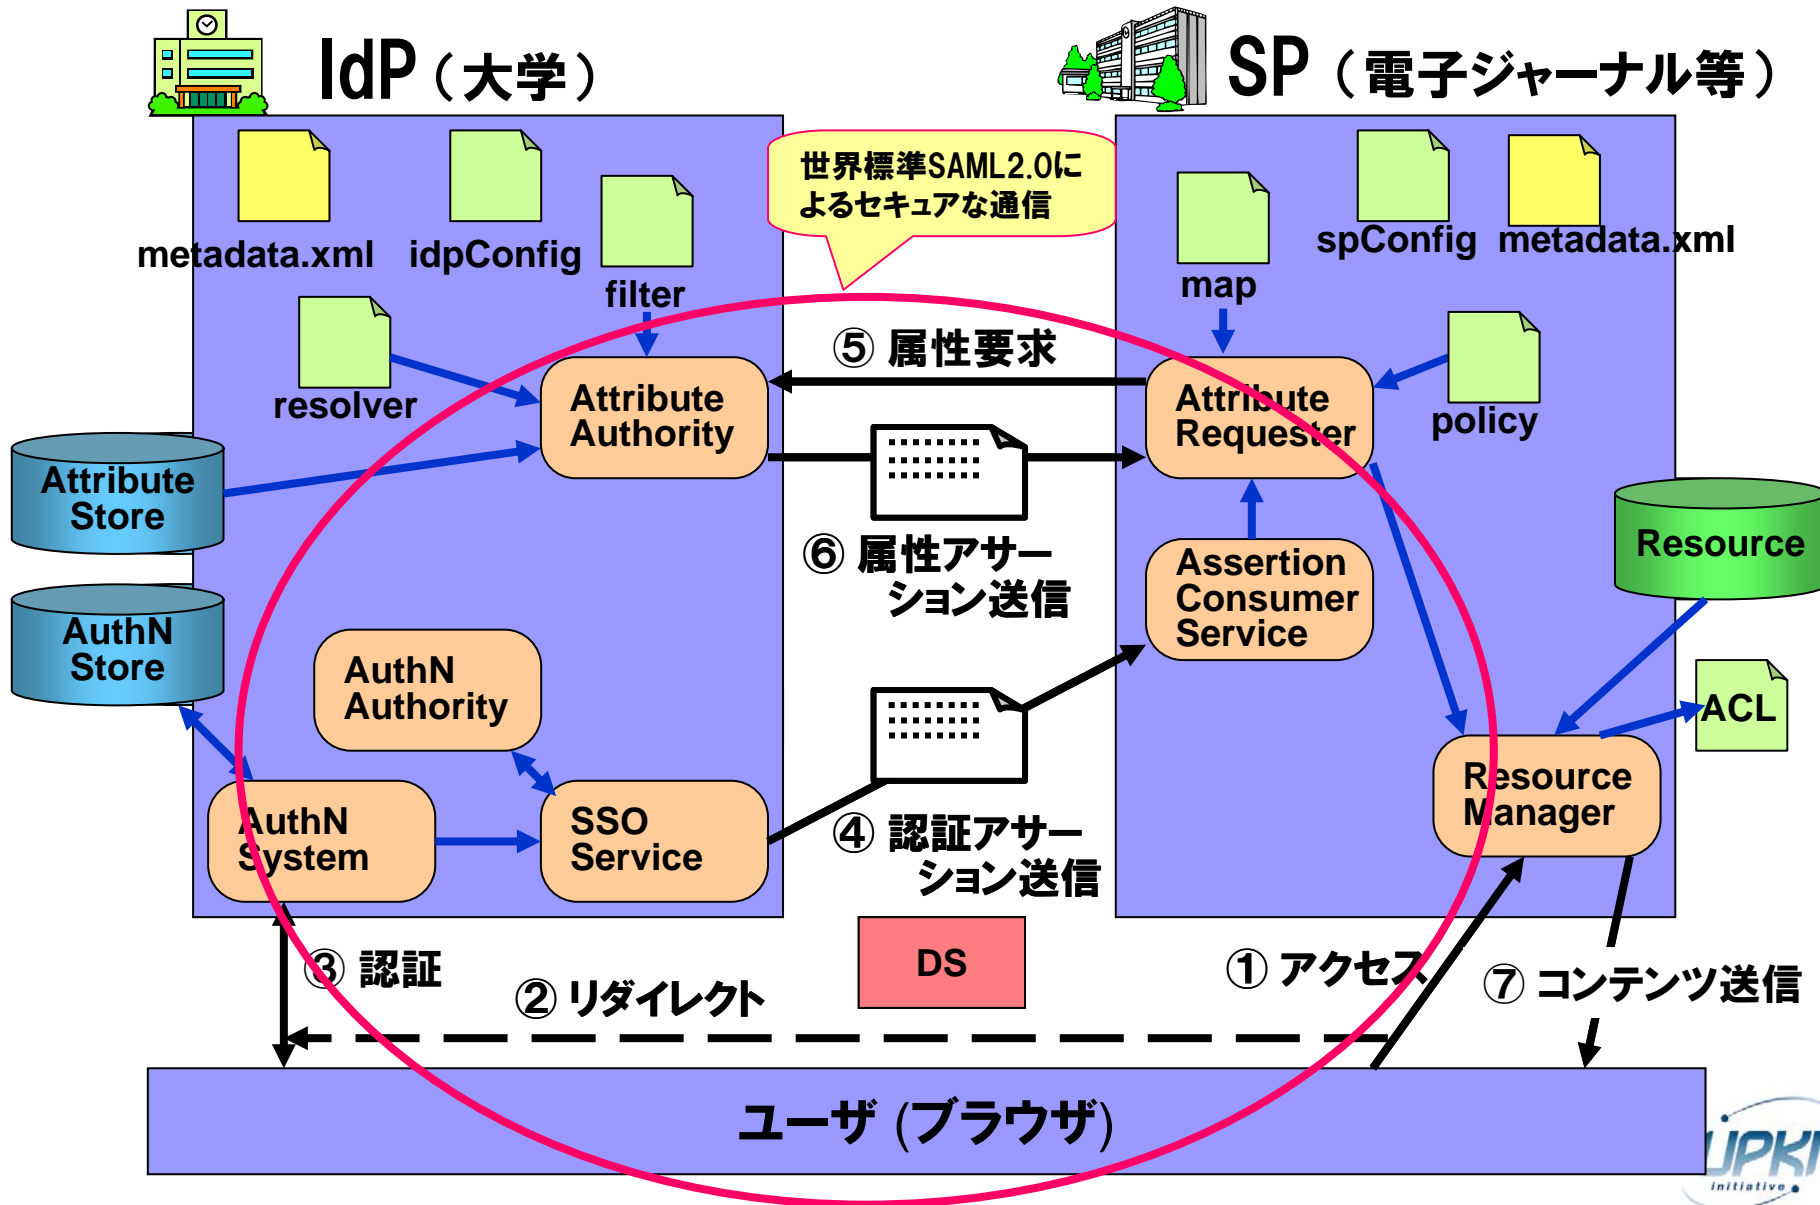 IdP（大学）
SP（電子ジャーナル等）
世界標準SAML2.0に
よるセキュアな通信
metadata.xml
idpConfig
filter
resolver
map
spConfig
metadata.xml
policy
⑤ 属性要求
Attribute
Authority
Attribute
Requester
Attribute
Store
⑥ 属性アサー
ション送信
Assertion
Consumer
Service
Resource
AuthN
Store
AuthN
Authority
ACL
AuthN
System
SSO
Service
④ 認証アサー
ション送信
Resource
Manager
③ 認証
② リダイレクト
DS
① アクセス
⑦ コンテンツ送信
ユーザ (ブラウザ)
UPKI
initiative